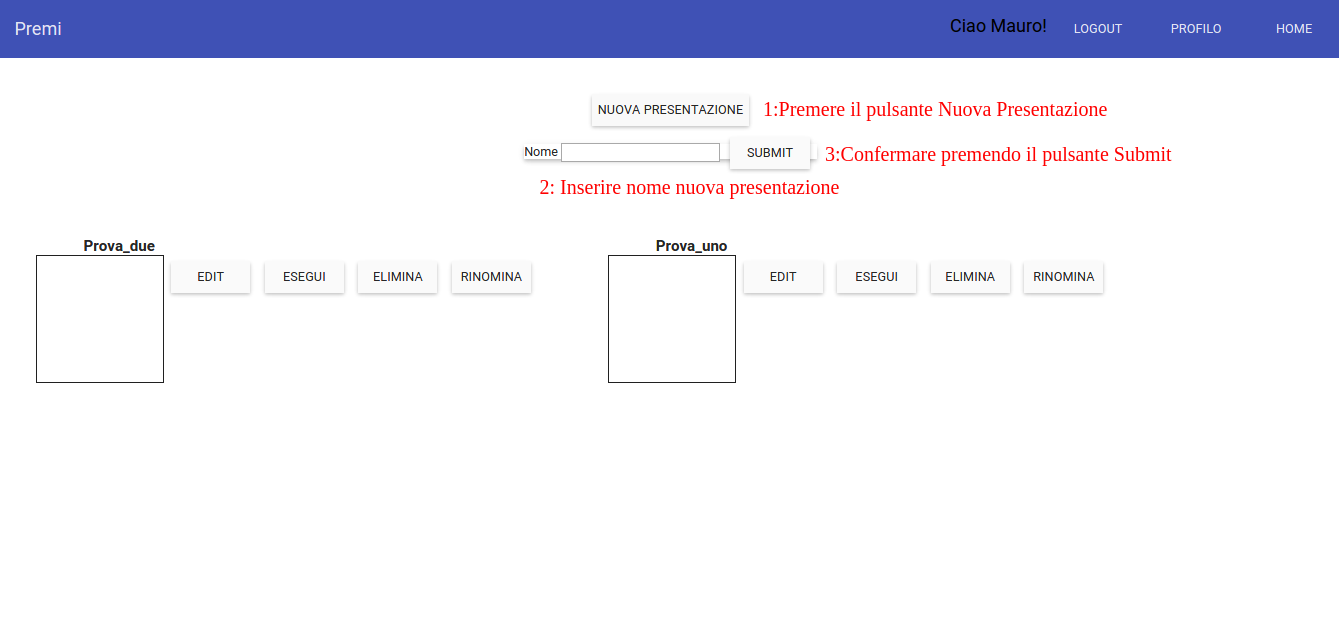 Premi
Ciao Mauro! LOGOUT PROFILO HOME
NUOVA PRESENTAZIONE 1:Premere il pulsante Nuova Presentazione
Nome SUBMIT 3:Confermare premendo il pulsante Submit
2: Inserire nome nuova presentazione
Prova_due
EDIT ESEGUI ELIMINA RINOMINA
Prova_uno
EDIT ESEGUI ELIMINA RINOMINA